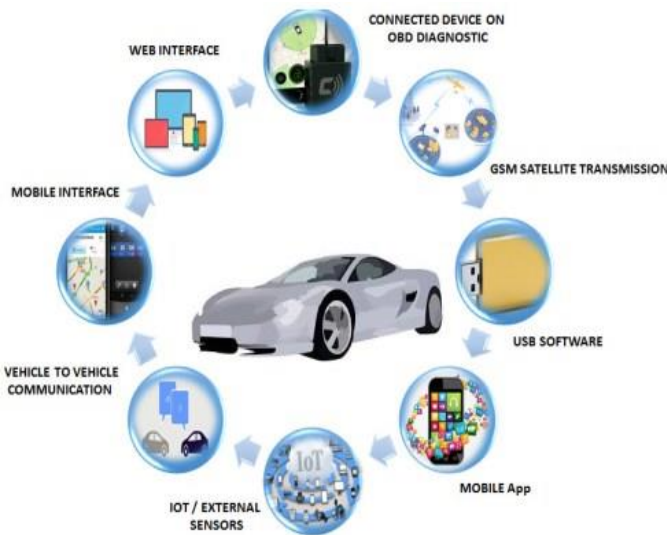 CONNECTED DEVICE ON
OBD DIAGNOSTIC
GSM SATELLITE TRANSMISSION
USB SOFTWARE
MOBILE App
IOT / EXTERNAL
SENSORS
IoT
VEHICLE TO VEHICLE
COMMUNICATION
MOBILE INTERFACE
WEB INTERFACE